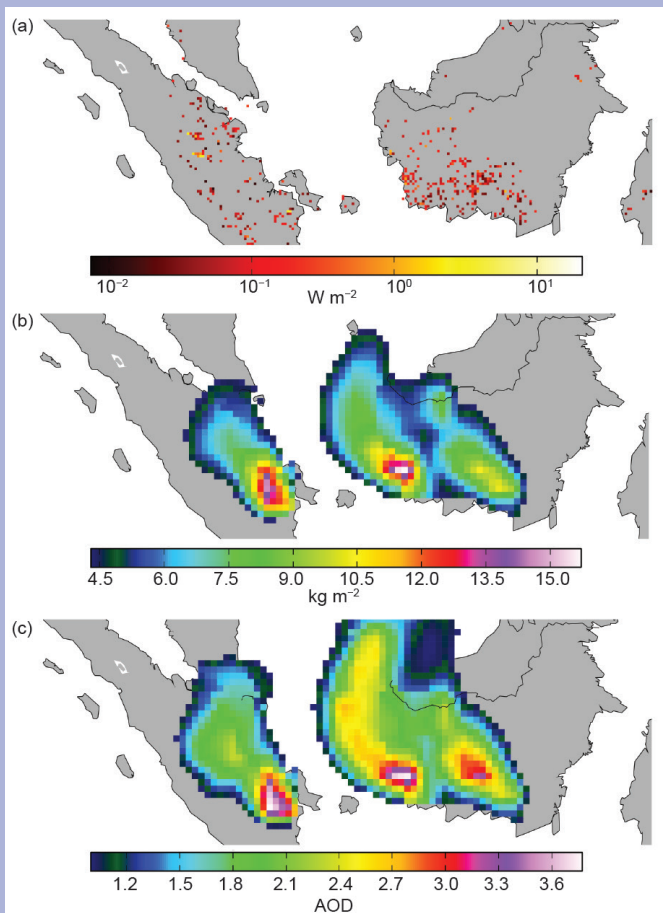 (a)
10⁻² 10⁻¹ 10⁰ 10¹
W m⁻²
(b)
4.5 6.0 7.5 9.0 10.5 12.0 13.5 15.0
kg m⁻²
(c)
1.2 1.5 1.8 2.1 2.4 2.7 3.0 3.3 3.6
AOD